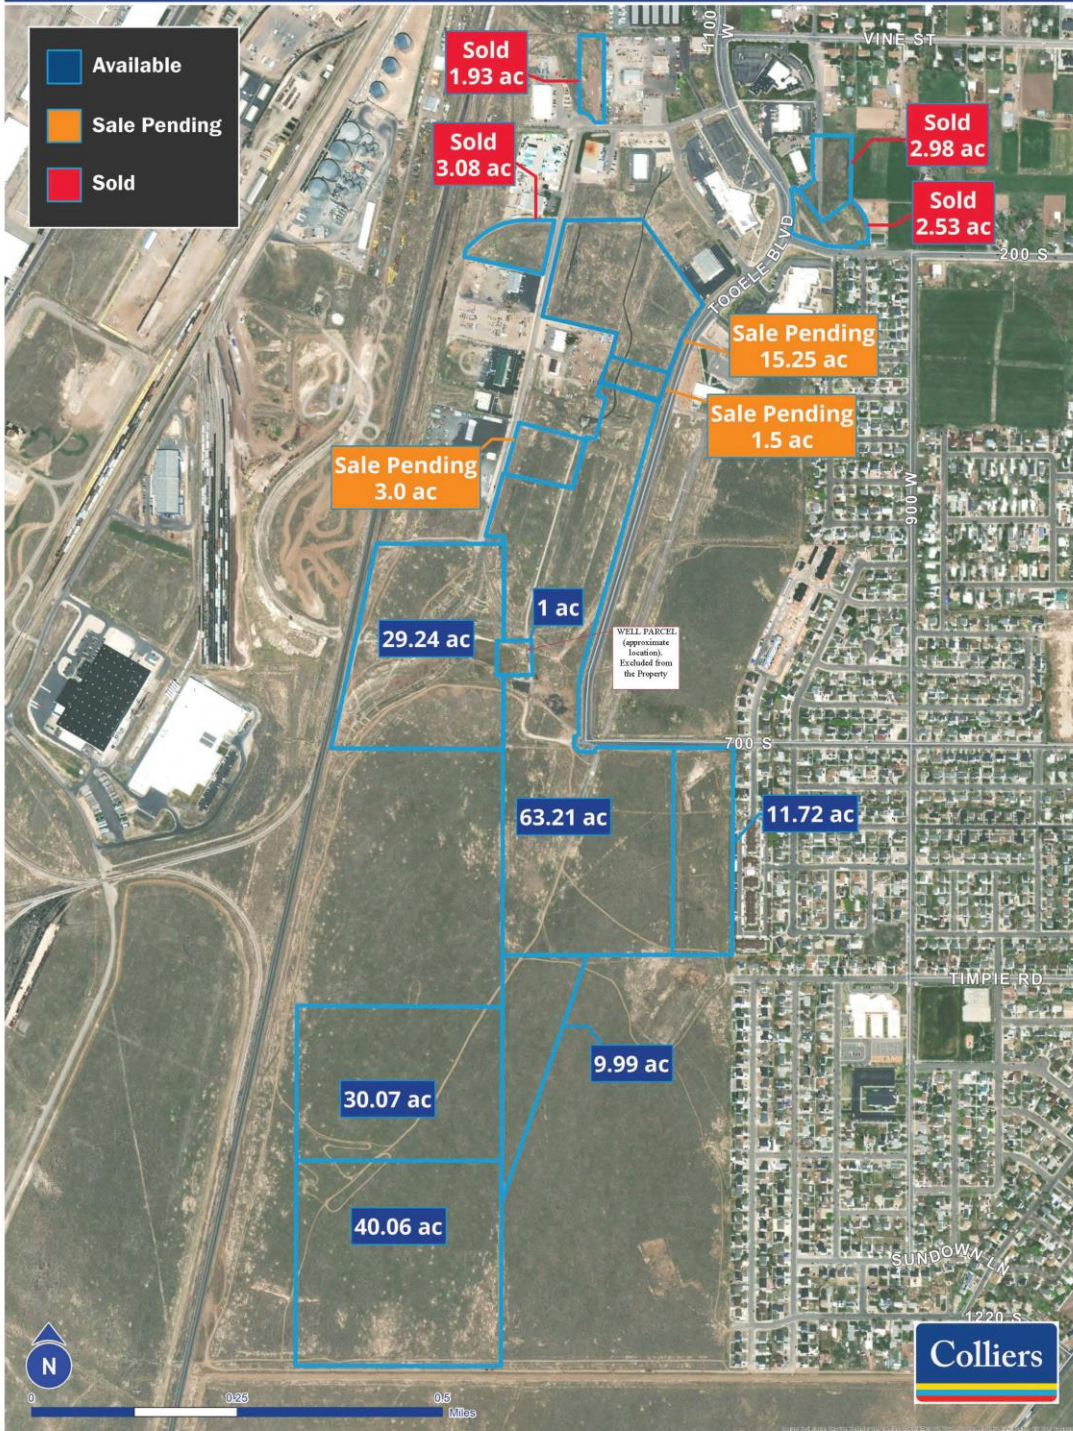 Available
Sale Pending
Sold
Sold
1.93 ac
Sold
3.08 ac
1100 W
VINE ST
Sold
2.98 ac
Sold
2.53 ac
200 S
TOOELE BLVD
Sale Pending
15.25 ac
Sale Pending
1.5 ac
Sale Pending
3.0 ac
900 W
1 ac
29.24 ac
WELL PARCEL
(approximate
location).
Excluded from
the Property
700 S
63.21 ac
11.72 ac
TIMPIE RD
9.99 ac
30.07 ac
40.06 ac
SUNDOWN LN
1220 S
N
0 0.25 0.5
Miles
Colliers